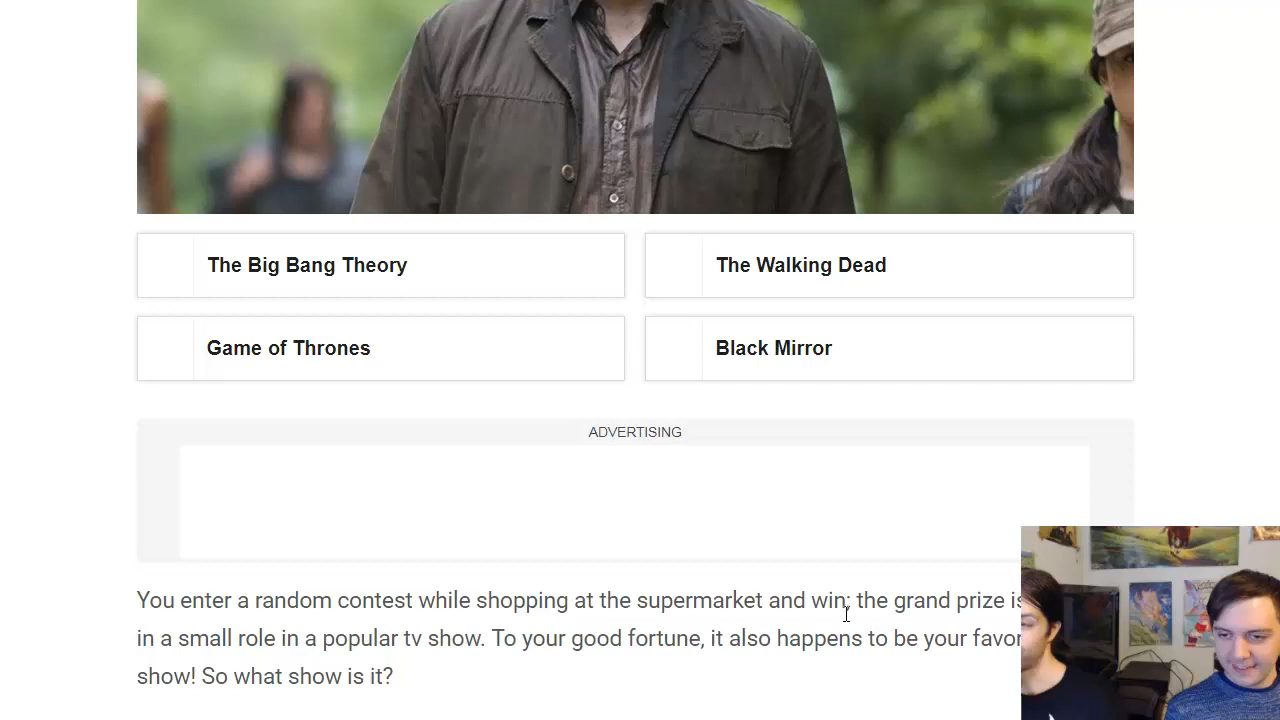 The Big Bang Theory
The Walking Dead
Game of Thrones
Black Mirror
ADVERTISING
You enter a random contest while shopping at the supermarket and win; the grand prize is
in a small role in a popular tv show. To your good fortune, it also happens to be your
show! So what show is it?